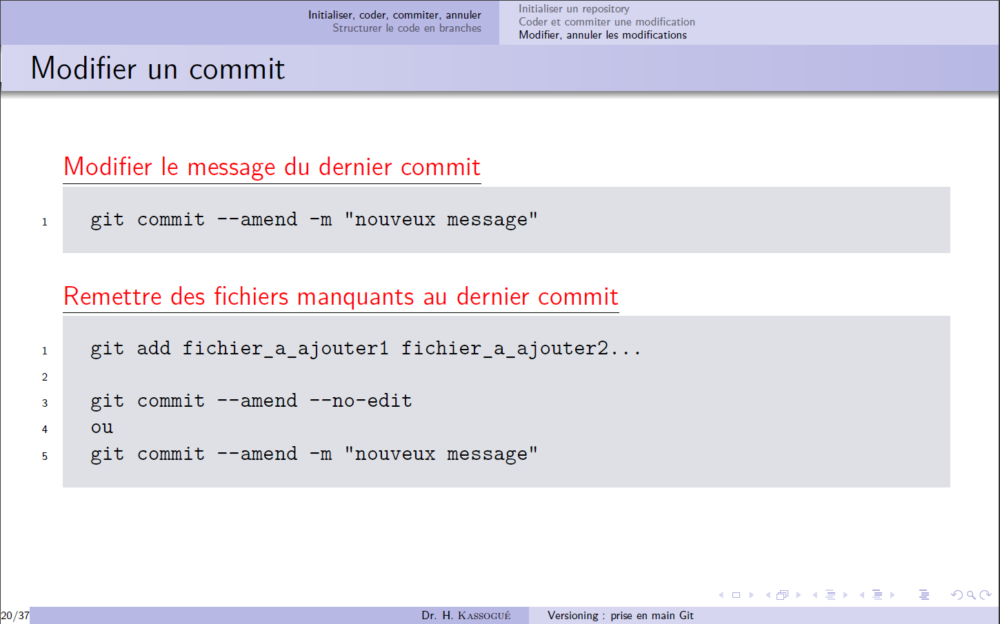 Initialiser, coder, commiter, annuler
Structurer le code en branches
Initialiser un repository
Coder et commiter une modification
Modifier, annuler les modifications
Modifier un commit
Modifier le message du dernier commit
1 git commit --amend -m "nouveux message"
Remettre des fichiers manquants au dernier commit
1 git add fichier_a_ajouter1 fichier_a_ajouter2...
2
3 git commit --amend --no-edit
4 ou
5 git commit --amend -m "nouveux message"
20/37 Dr. H. Kassogué Versioning : prise en main Git